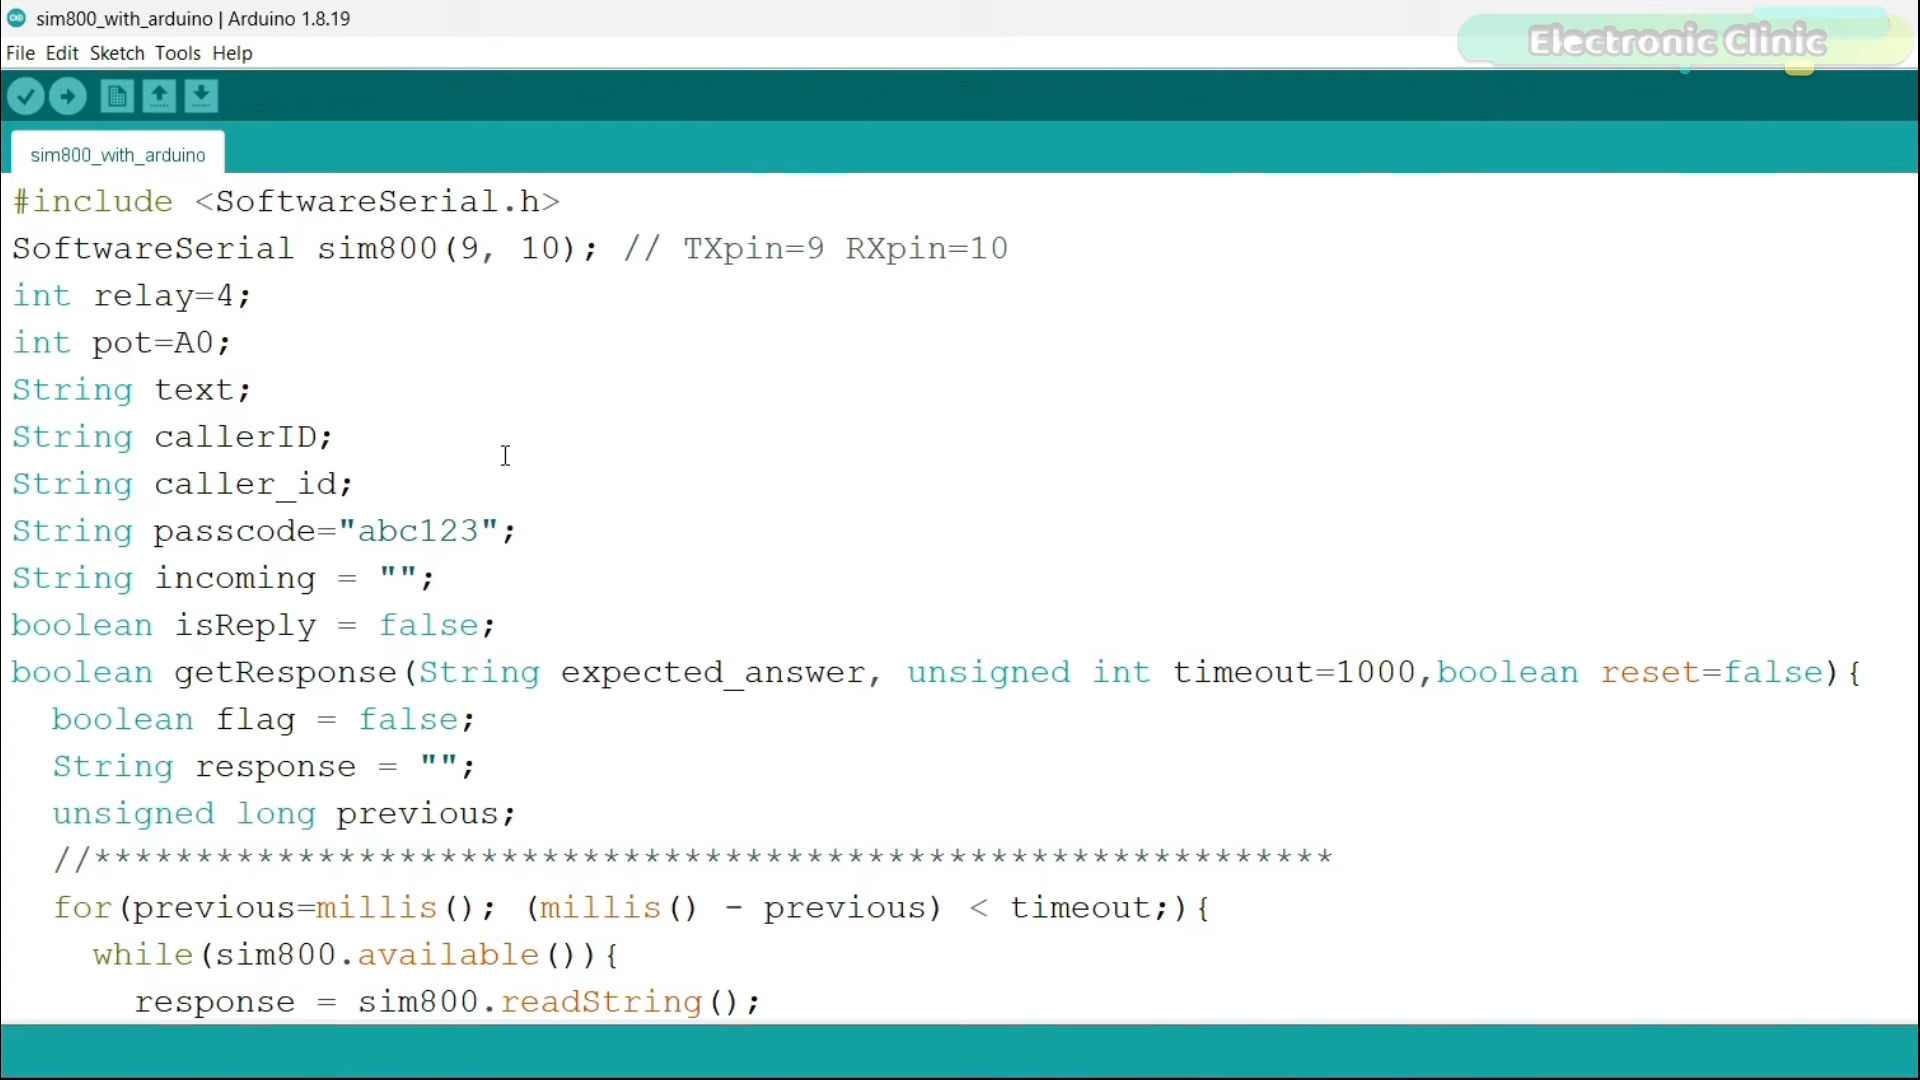 sim800_with_arduino | Arduino 1.8.19
Electronic Clinic
File Edit Sketch Tools Help
sim800_with_arduino
#include <SoftwareSerial.h>
SoftwareSerial sim800(9, 10); // TXpin=9 RXpin=10
int relay=4;
int pot=A0;
String text;
String callerID;
String caller_id;
String passcode="abc123";
String incoming = "";
boolean isReply = false;
boolean getResponse(String expected_answer, unsigned int timeout=1000,boolean reset=false){
  boolean flag = false;
  String response = "";
  unsigned long previous;
  //*************************************************************
  for(previous=millis(); (millis() - previous) < timeout;){
    while(sim800.available()){
      response = sim800.readString();